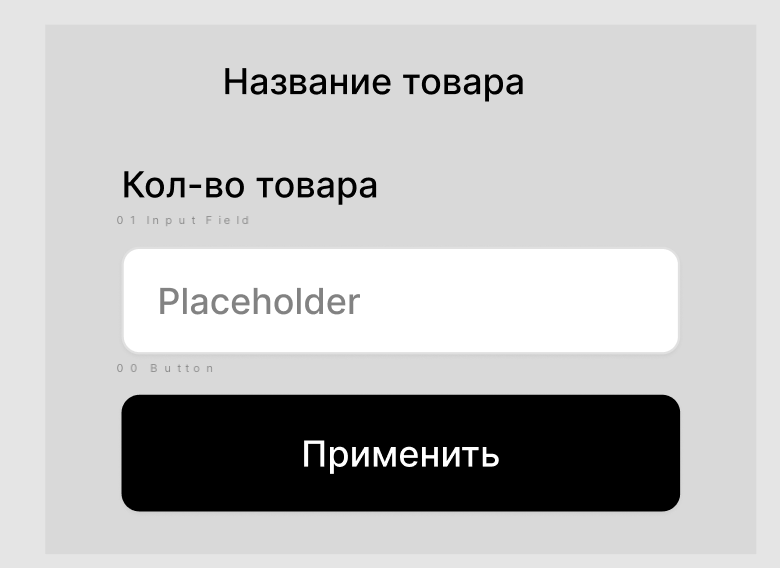 Название товара
Кол-во товара
01 Input Field
Placeholder
00 Button
Применить